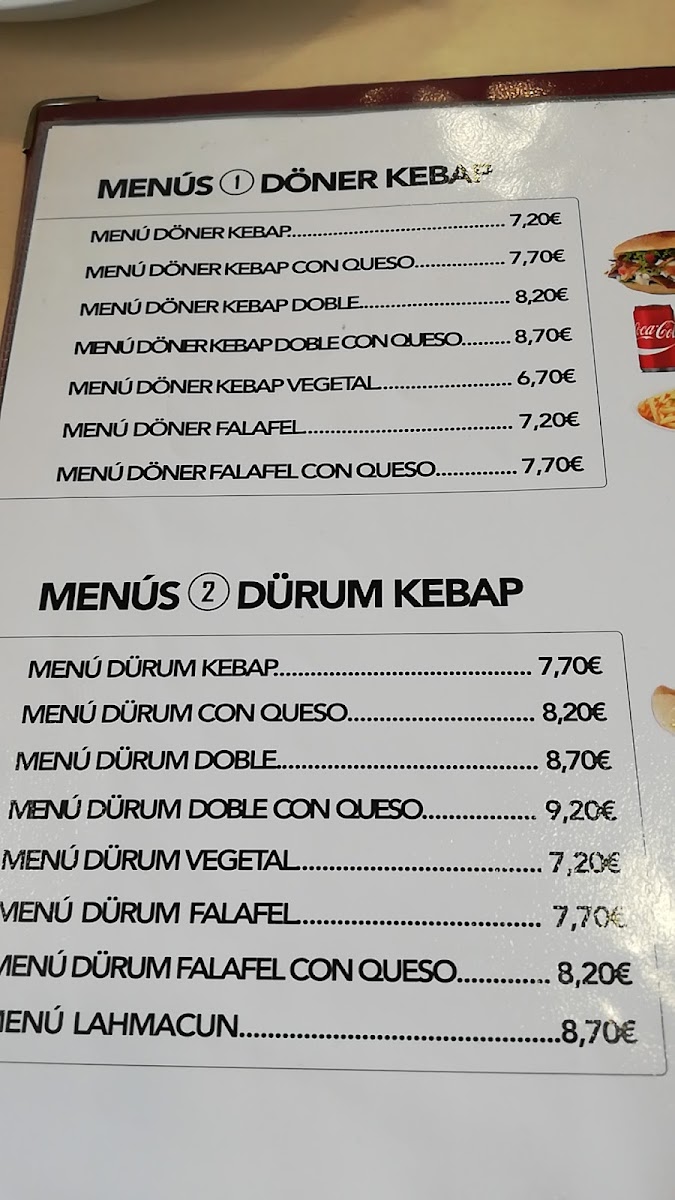 MENÚS 1 DÖNER KEBAP
MENÚ DÖNER KEBAP................................................ 7,20€
MENÚ DÖNER KEBAP CON QUESO.................... 7,70€
MENÚ DÖNER KEBAP DOBLE................................. 8,20€
MENÚ DÖNER KEBAP DOBLE CON QUESO......... 8,70€
MENÚ DÖNER KEBAP VEGETAL............................ 6,70€
MENÚ DÖNER FALAFEL............................................ 7,20€
MENÚ DÖNER FALAFEL CON QUESO................ 7,70€
Coca-Cola
MENÚS 2 DÜRUM KEBAP
MENÚ DÜRUM KEBAP............................................ 7,70€
MENÚ DÜRUM CON QUESO................................ 8,20€
MENÚ DÜRUM DOBLE............................................ 8,70€
MENÚ DÜRUM DOBLE CON QUESO.................. 9,20€
MENÚ DÜRUM VEGETAL...................................... 7,20€
MENÚ DÜRUM FALAFEL...................................... 7,70€
MENÚ DÜRUM FALAFEL CON QUESO............. 8,20€
MENÚ LAHMACUN.............................................8,70€